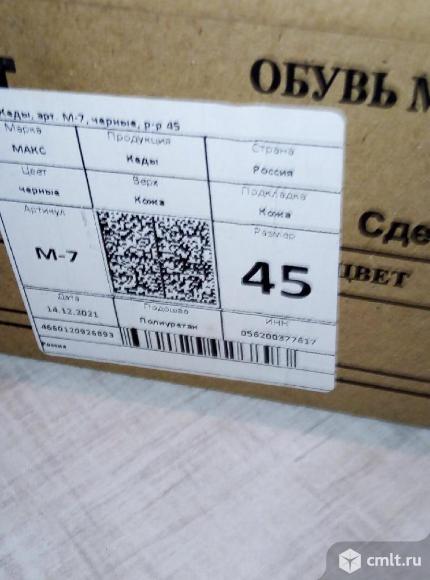 т
ОБУВЬ М
Кеды, арт. М-7, черные, р-р 45
Марка Продукция Страна
МАКС Кеды Россия
Цвет Верх Подкладка
черные Кожа Кожа
Артикул Размер
М-7 45
Сде
ЦВЕТ
Дата Подошва ИНН
14.12.2021 Полиуретан 056200377617
4660120926893
Россия
cmlt.ru